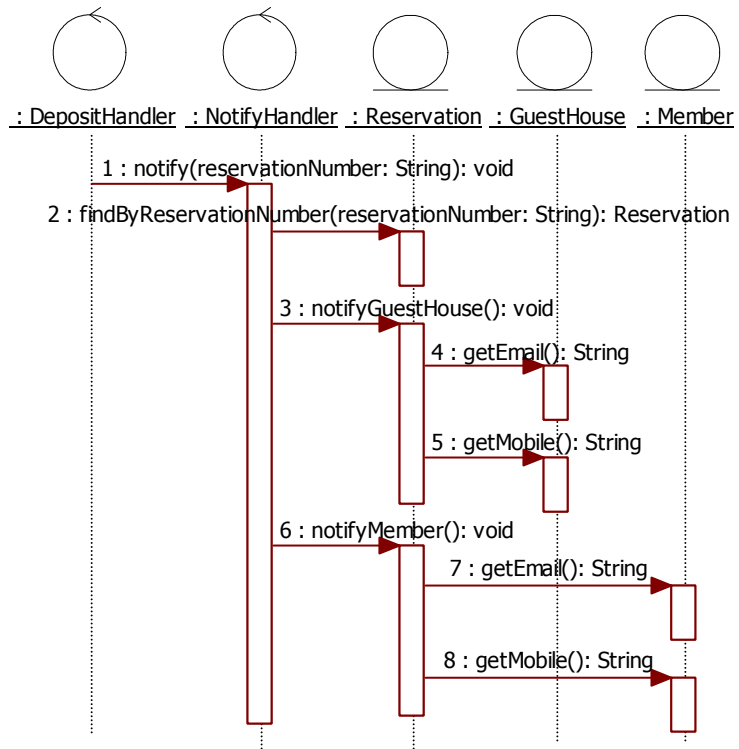 : DepositHandler : NotifyHandler : Reservation : GuestHouse : Member
1 : notify(reservationNumber: String): void
2 : findByReservationNumber(reservationNumber: String): Reservation
3 : notifyGuestHouse(): void
4 : getEmail(): String
5 : getMobile(): String
6 : notifyMember(): void
7 : getEmail(): String
8 : getMobile(): String